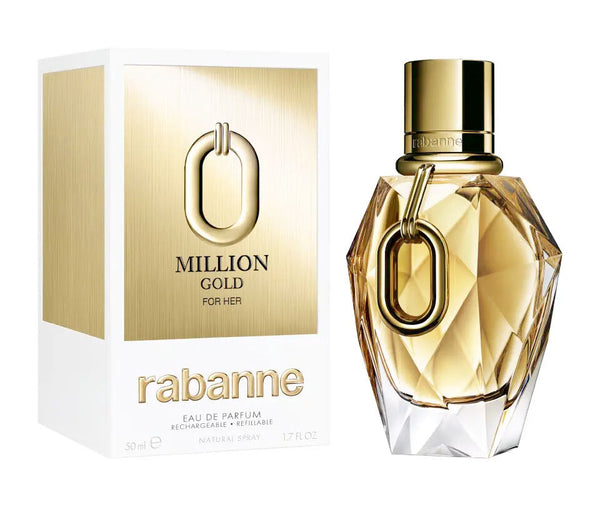 MILLION
GOLD
FOR HER
rabanne
EAU DE PARFUM
RECHARGEABLE • REFILLABLE
50 ml ℮ NATURAL SPRAY 1.7 FL.OZ
rabanne